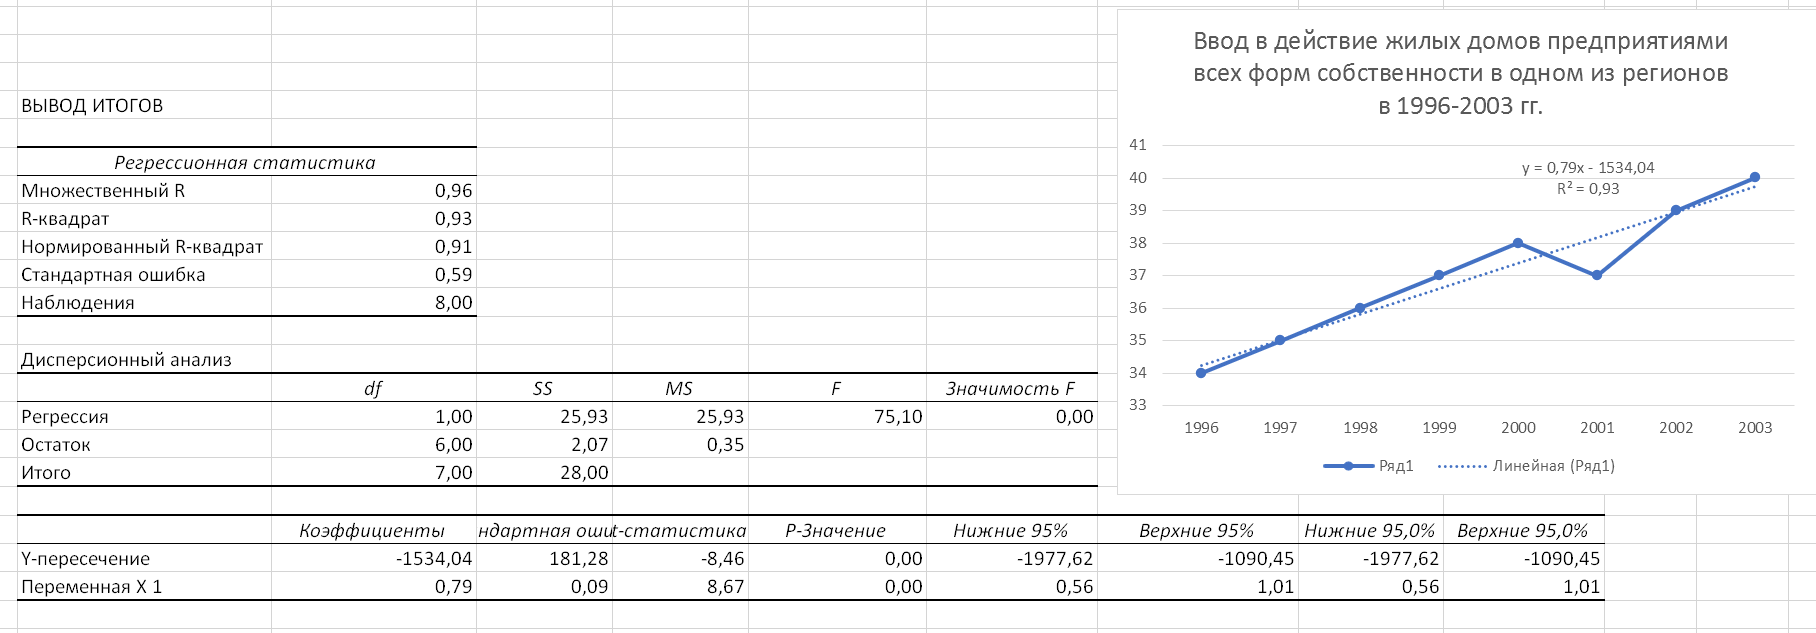 ВЫВОД ИТОГОВ
Регрессионная статистика
Множественный R 0,96
R-квадрат 0,93
Нормированный R-квадрат 0,91
Стандартная ошибка 0,59
Наблюдения 8,00
Дисперсионный анализ
df SS MS F Значимость F
Регрессия 1,00 25,93 25,93 75,10 0,00
Остаток 6,00 2,07 0,35
Итого 7,00 28,00
Коэффициенты ндартная оши t-статистика P-Значение Нижние 95% Верхние 95% Нижние 95,0% Верхние 95,0%
Y-пересечение -1534,04 181,28 -8,46 0,00 -1977,62 -1090,45 -1977,62 -1090,45
Переменная X 1 0,79 0,09 8,67 0,00 0,56 1,01 0,56 1,01
Ввод в действие жилых домов предприятиями
всех форм собственности в одном из регионов
в 1996-2003 гг.
41
40
39
38
37
36
35
34
33
y = 0,79x - 1534,04
R² = 0,93
1996 1997 1998 1999 2000 2001 2002 2003
Ряд1 Линейная (Ряд1)